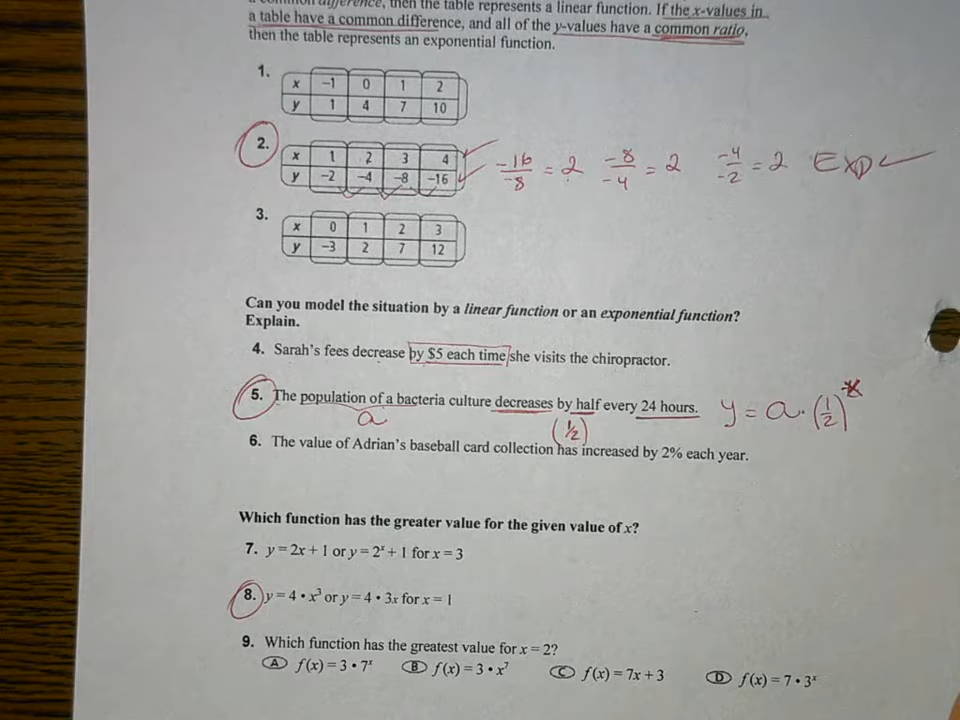 difference, then the table represents a linear function. If the x-values in
a table have a common difference, and all of the y-values have a common ratio,
then the table represents an exponential function.
1.
x -1 0 1 2
y 1 4 7 10
2.
x 1 2 3 4
y -2 -4 -8 -16
-16/-8 = 2 -8/-4 = 2 -4/-2 = 2 EXP
3.
x 0 1 2 3
y -3 2 7 12
Can you model the situation by a linear function or an exponential function?
Explain.
4. Sarah's fees decrease by $5 each time she visits the chiropractor.
5. The population of a bacteria culture decreases by half every 24 hours. y = a · (1/2)^x
a (1/2)
6. The value of Adrian's baseball card collection has increased by 2% each year.
Which function has the greater value for the given value of x?
7. y = 2x + 1 or y = 2ˣ + 1 for x = 3
8. y = 4 • x³ or y = 4 • 3x for x = 1
9. Which function has the greatest value for x = 2?
A f(x) = 3 • 7ˣ B f(x) = 3 • x⁷ C f(x) = 7x + 3 D f(x) = 7 • 3ˣ